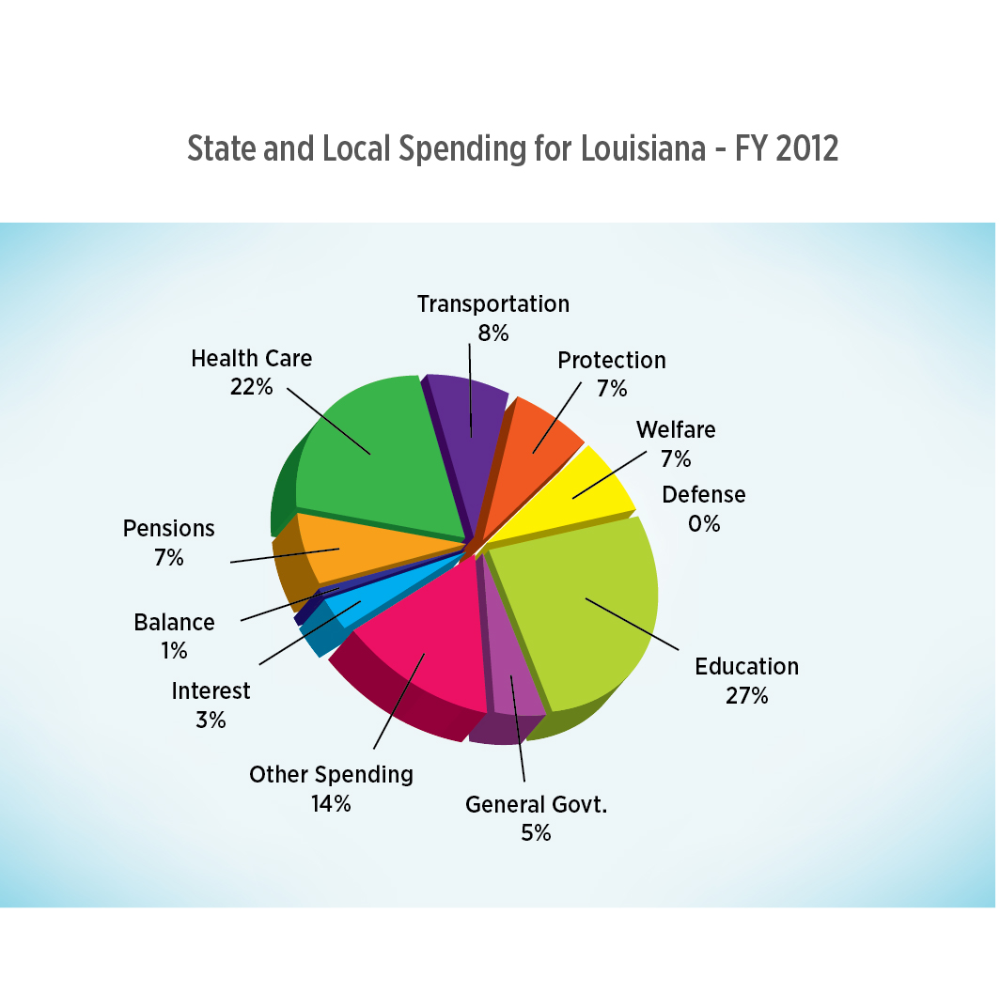 State and Local Spending for Louisiana - FY 2012
Transportation
8%
Health Care
22%
Protection
7%
Welfare
7%
Defense
0%
Pensions
7%
Balance
1%
Education
27%
Interest
3%
Other Spending
14%
General Govt.
5%